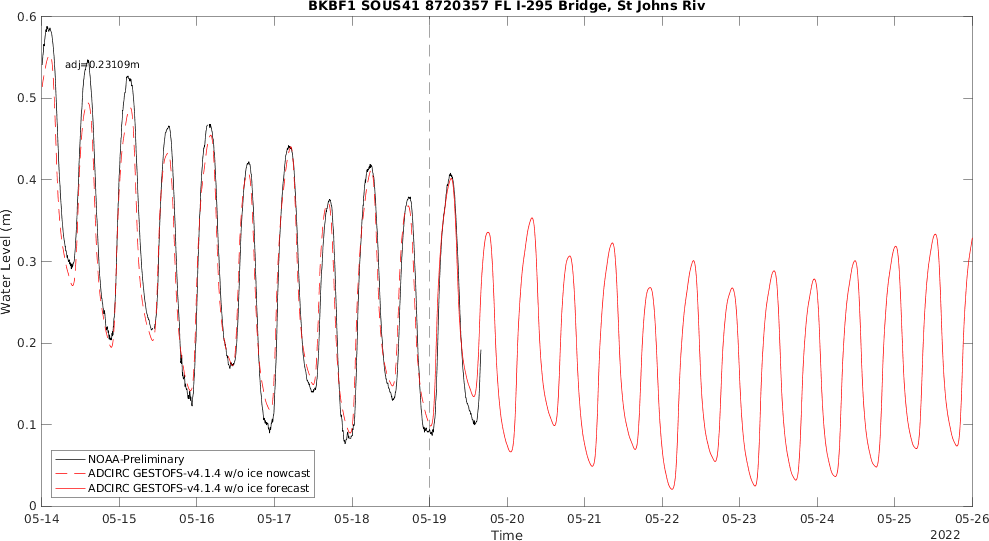 BKBF1 SOUS41 8720357 FL I-295 Bridge, St Johns Riv
0.6
adj=0.23109m
0.5
0.4
0.3
0.2
0.1
0
Water Level (m)
NOAA-Preliminary
ADCIRC GESTOFS-v4.1.4 w/o ice nowcast
ADCIRC GESTOFS-v4.1.4 w/o ice forecast
05-14 05-15 05-16 05-17 05-18 05-19 05-20 05-21 05-22 05-23 05-24 05-25 05-26
Time
2022